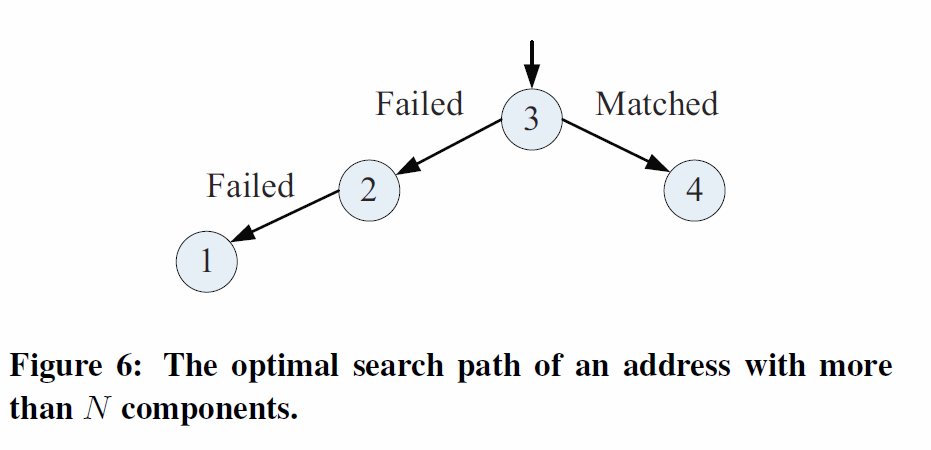 Failed
3
Matched
Failed
2
4
1
Figure 6: The optimal search path of an address with more
than N components.